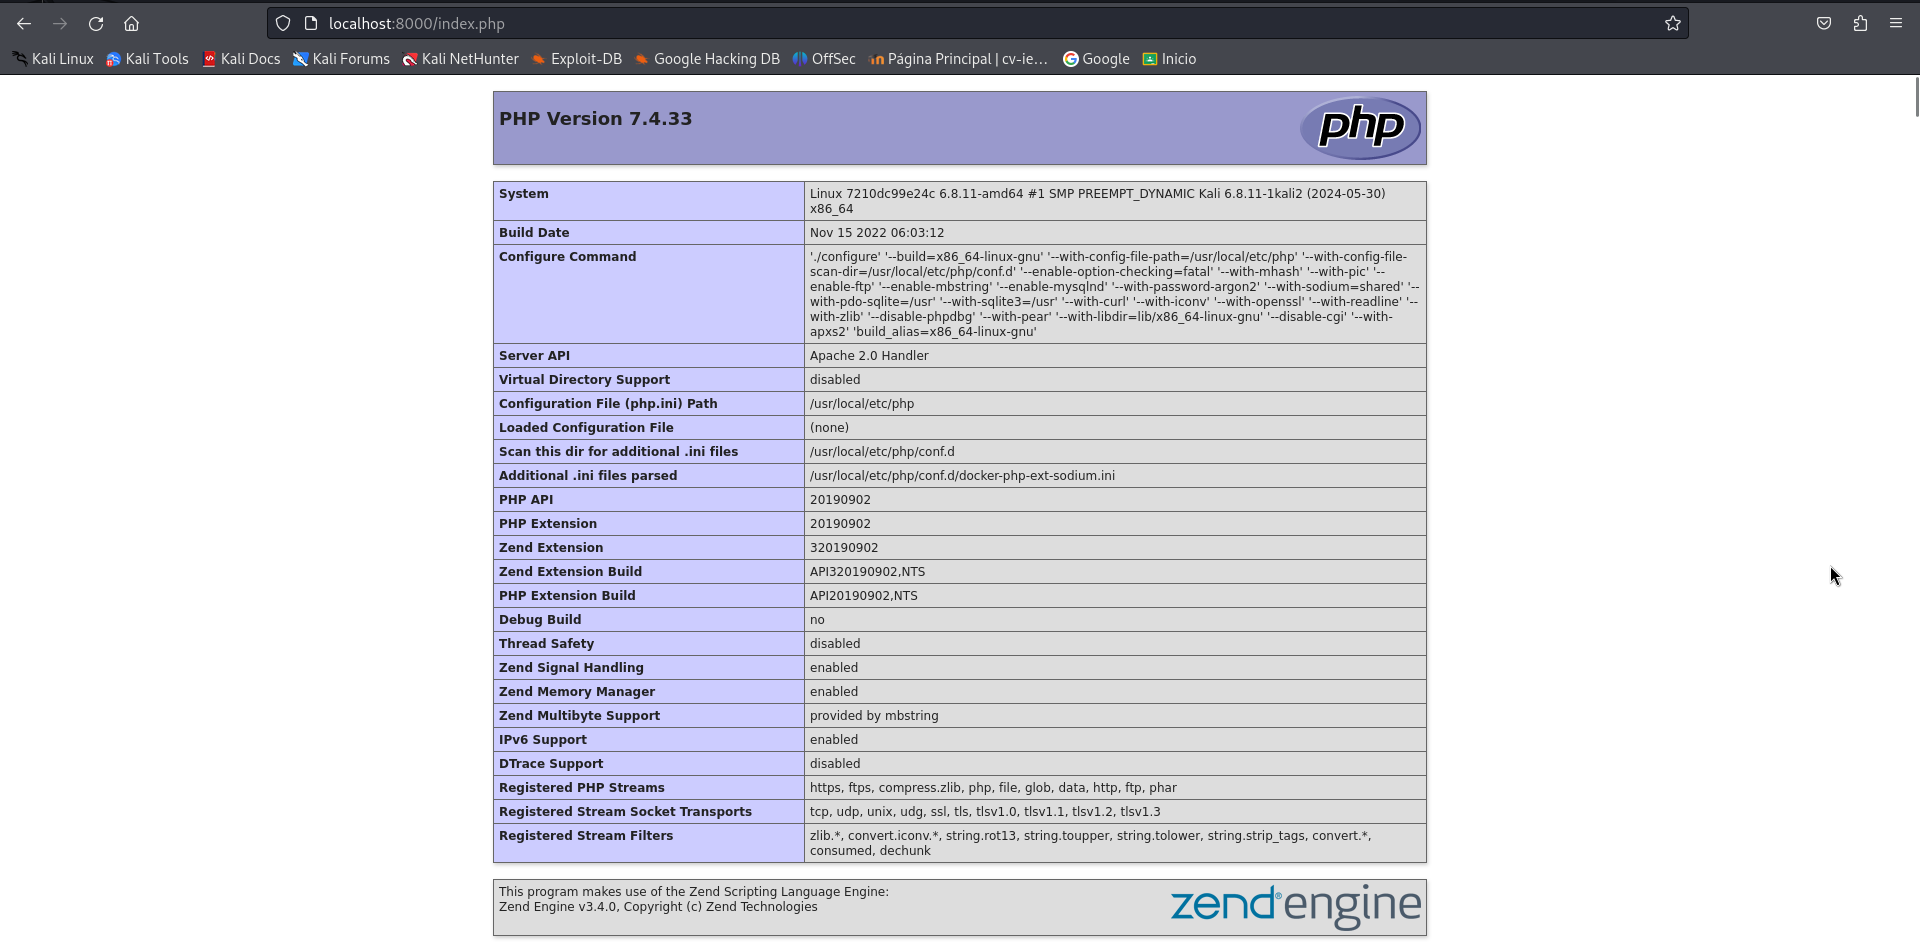 localhost:8000/index.php
Kali Linux Kali Tools Kali Docs Kali Forums Kali NetHunter Exploit-DB Google Hacking DB OffSec Página Principal | cv-ie... Google Inicio
PHP Version 7.4.33
php
System Linux 7210dc99e24c 6.8.11-amd64 #1 SMP PREEMPT_DYNAMIC Kali 6.8.11-1kali2 (2024-05-30)
x86_64
Build Date Nov 15 2022 06:03:12
Configure Command './configure' '--build=x86_64-linux-gnu' '--with-config-file-path=/usr/local/etc/php' '--with-config-file-
scan-dir=/usr/local/etc/php/conf.d' '--enable-option-checking=fatal' '--with-mhash' '--with-pic' '--
enable-ftp' '--enable-mbstring' '--enable-mysqlnd' '--with-password-argon2' '--with-sodium=shared' '--
with-pdo-sqlite=/usr' '--with-sqlite3=/usr' '--with-curl' '--with-iconv' '--with-openssl' '--with-readline' '--
with-zlib' '--disable-phpdbg' '--with-pear' '--with-libdir=lib/x86_64-linux-gnu' '--disable-cgi' '--with-
apxs2' 'build_alias=x86_64-linux-gnu'
Server API Apache 2.0 Handler
Virtual Directory Support disabled
Configuration File (php.ini) Path /usr/local/etc/php
Loaded Configuration File (none)
Scan this dir for additional .ini files /usr/local/etc/php/conf.d
Additional .ini files parsed /usr/local/etc/php/conf.d/docker-php-ext-sodium.ini
PHP API 20190902
PHP Extension 20190902
Zend Extension 320190902
Zend Extension Build API320190902,NTS
PHP Extension Build API20190902,NTS
Debug Build no
Thread Safety disabled
Zend Signal Handling enabled
Zend Memory Manager enabled
Zend Multibyte Support provided by mbstring
IPv6 Support enabled
DTrace Support disabled
Registered PHP Streams https, ftps, compress.zlib, php, file, glob, data, http, ftp, phar
Registered Stream Socket Transports tcp, udp, unix, udg, ssl, tls, tlsv1.0, tlsv1.1, tlsv1.2, tlsv1.3
Registered Stream Filters zlib.*, convert.iconv.*, string.rot13, string.toupper, string.tolower, string.strip_tags, convert.*,
consumed, dechunk
This program makes use of the Zend Scripting Language Engine:
Zend Engine v3.4.0, Copyright (c) Zend Technologies
zend® engine